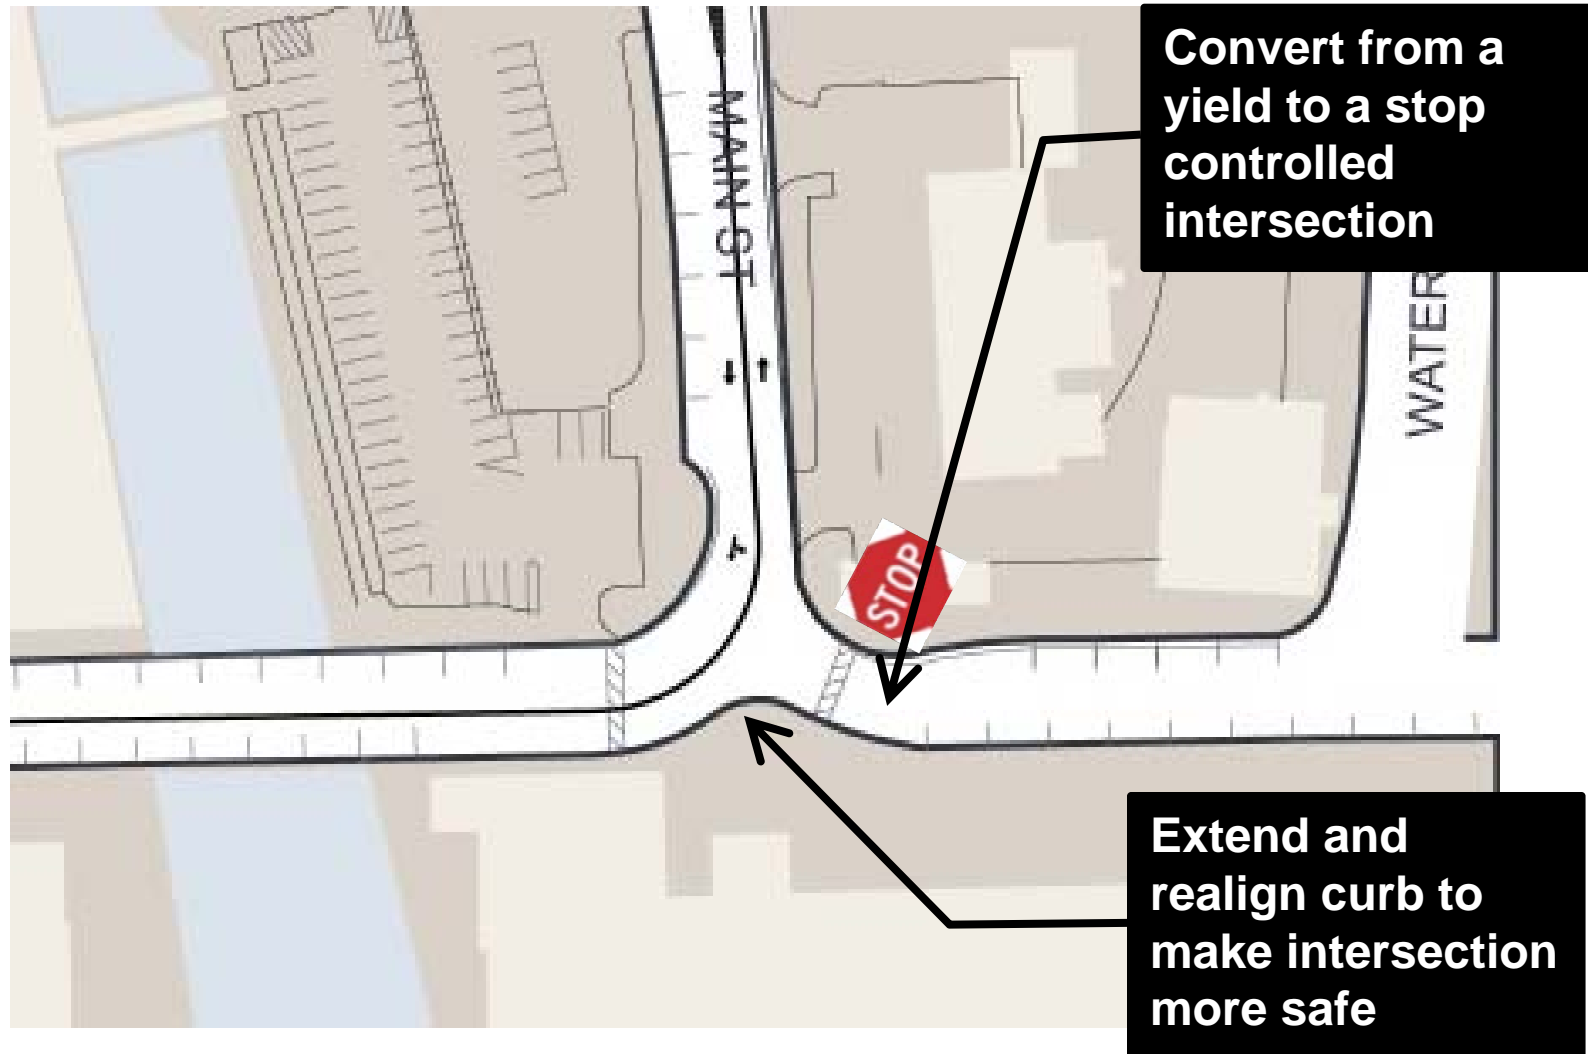 Convert from a
yield to a stop
controlled
intersection
MAIN ST
WATER
STOP
Extend and
realign curb to
make intersection
more safe